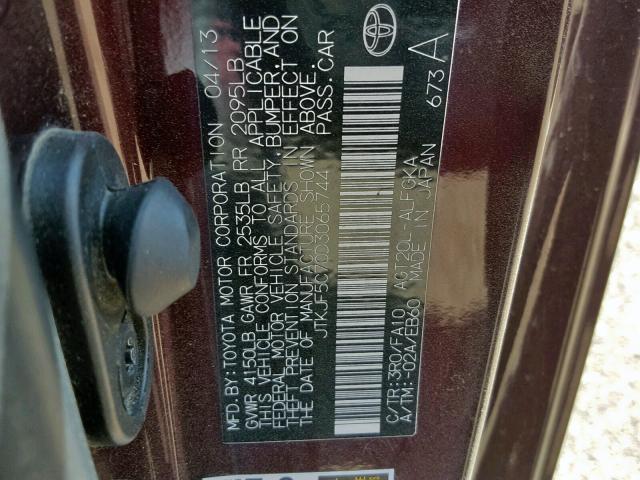 MFD. BY: TOYOTA MOTOR CORPORATION 04/13
GVWR 4150LB GAWR FR 2535LB RR 2095LB
THIS VEHICLE CONFORMS TO ALL APPLICABLE
FEDERAL MOTOR VEHICLE SAFETY, BUMPER, AND
THEFT PREVENTION STANDARDS IN EFFECT ON
THE DATE OF MANUFACTURE SHOWN ABOVE.
JTKJF5C70D3065744 PASS. CAR
C/TR: 3R0/FA10 AGT20L-ALFGKA
A/TM: -02A/EB60 MADE IN JAPAN 673 A